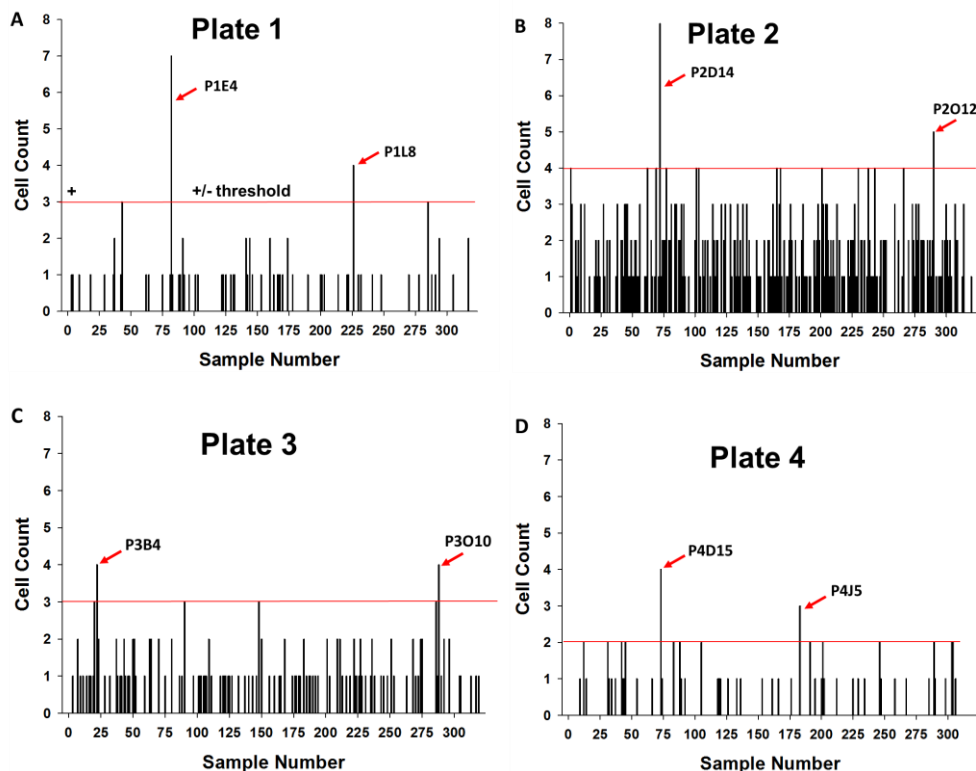 A
Plate 1
8
7
6
5
4
3
2
1
0
Cell Count
P1E4
P1L8
+
+/- threshold
0 25 50 75 100 125 150 175 200 225 250 275 300
Sample Number
B
Plate 2
8
7
6
5
4
3
2
1
0
Cell Count
P2D14
P2O12
0 25 50 75 100 125 150 175 200 225 250 275 300
Sample Number
C
Plate 3
8
7
6
5
4
3
2
1
0
Cell Count
P3B4
P3O10
0 25 50 75 100 125 150 175 200 225 250 275 300
Sample Number
D
Plate 4
8
7
6
5
4
3
2
1
0
Cell Count
P4D15
P4J5
0 25 50 75 100 125 150 175 200 225 250 275 300
Sample Number